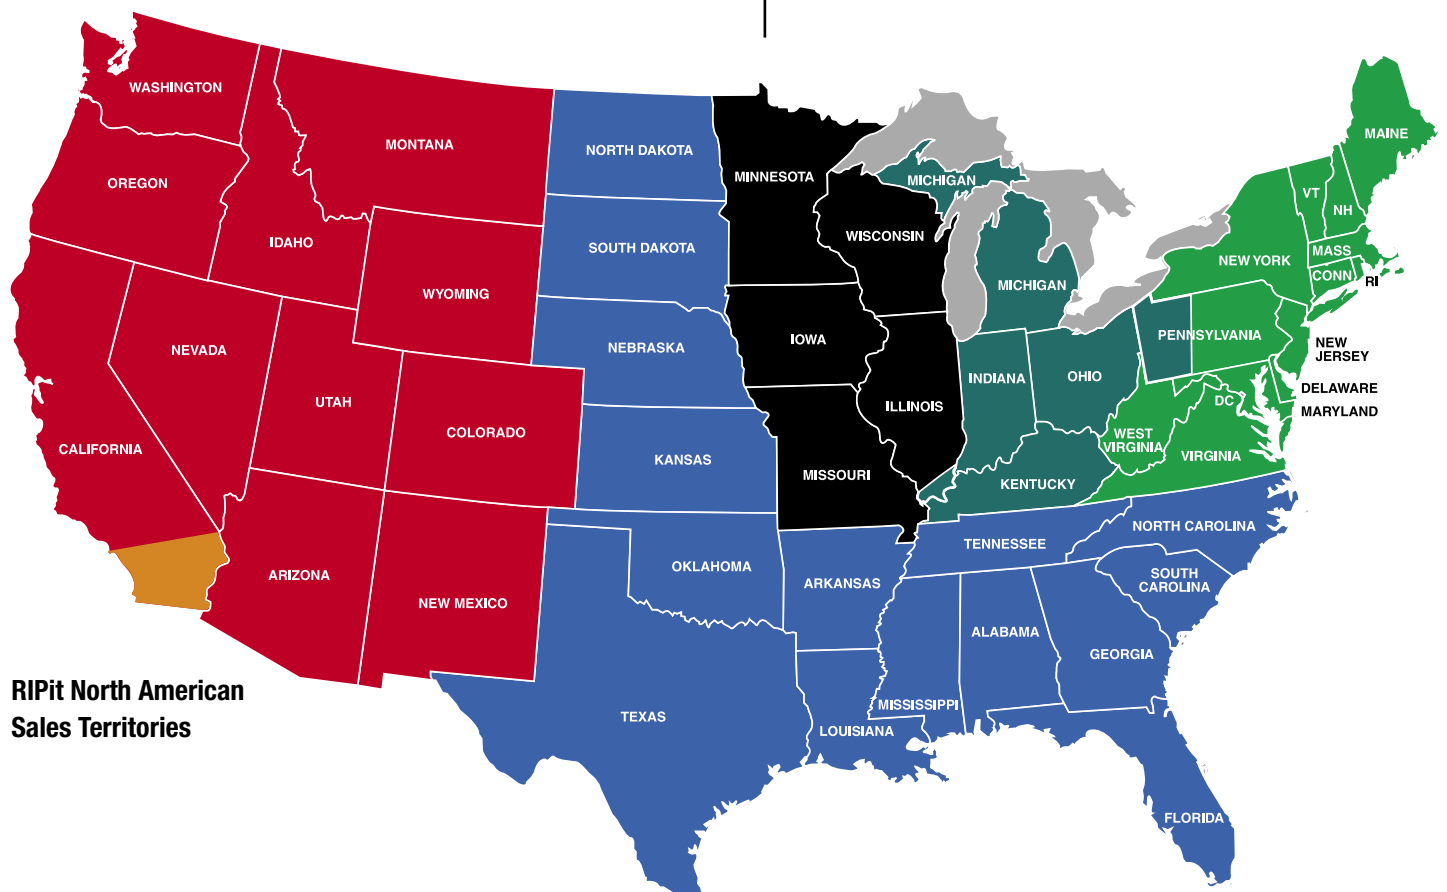 WASHINGTON
MONTANA
NORTH DAKOTA
MAINE
OREGON
MINNESOTA
MICHIGAN
VT
NH
IDAHO
SOUTH DAKOTA
WISCONSIN
MASS
NEW YORK
CONN
RI
WYOMING
MICHIGAN
NEVADA
NEBRASKA
IOWA
PENNSYLVANIA
NEW
JERSEY
INDIANA
OHIO
DELAWARE
UTAH
ILLINOIS
DC
MARYLAND
CALIFORNIA
COLORADO
KANSAS
MISSOURI
WEST
VIRGINIA
VIRGINIA
KENTUCKY
NORTH CAROLINA
TENNESSEE
ARIZONA
OKLAHOMA
ARKANSAS
SOUTH
CAROLINA
NEW MEXICO
ALABAMA
GEORGIA
RIPit North American
Sales Territories
TEXAS
MISSISSIPPI
LOUISIANA
FLORIDA